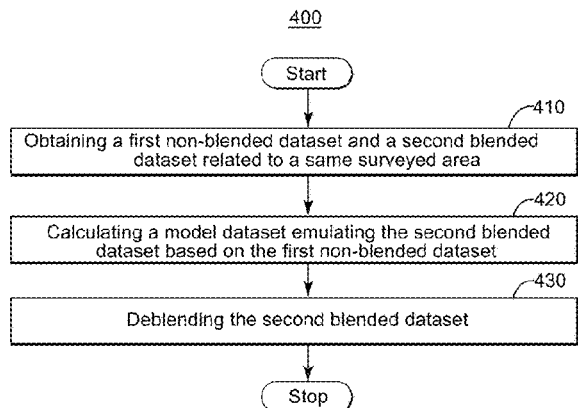 400
Start
410
Obtaining a first non-blended dataset and a second blended
dataset related to a same surveyed area
420
Calculating a model dataset emulating the second blended
dataset based on the first non-blended dataset
430
Deblending the second blended dataset
Stop